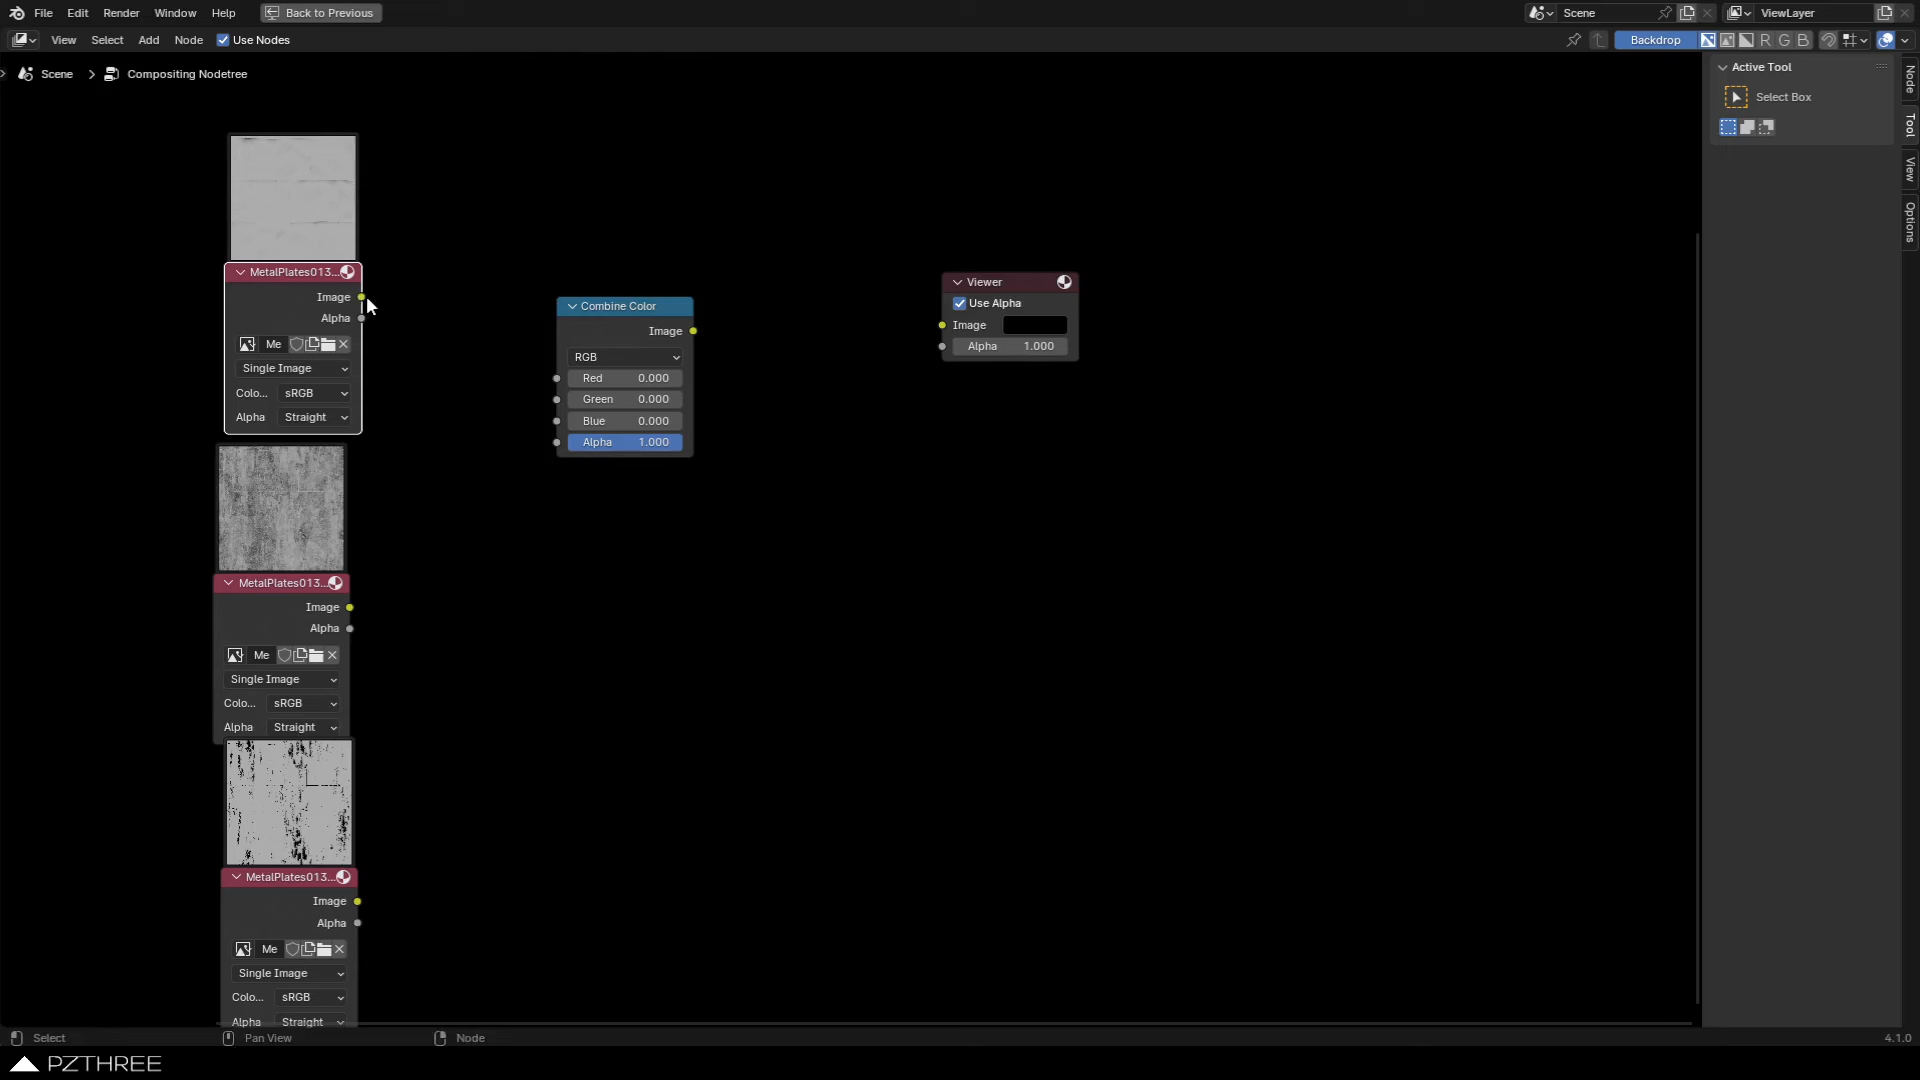 File Edit Render Window Help Back to Previous Scene ViewLayer
View Select Add Node Use Nodes Backdrop R G B
Scene Compositing Nodetree
Active Tool
Select Box
Node
Tool
View
Options
MetalPlates013...
Image
Alpha
Me
Single Image
Colo... sRGB
Alpha Straight
Combine Color
Image
RGB
Red 0.000
Green 0.000
Blue 0.000
Alpha 1.000
Viewer
Use Alpha
Image
Alpha 1.000
MetalPlates013...
Image
Alpha
Me
Single Image
Colo... sRGB
Alpha Straight
MetalPlates013...
Image
Alpha
Me
Single Image
Colo... sRGB
Alpha Straight
Select Pan View Node 4.1.0
PZTHREE